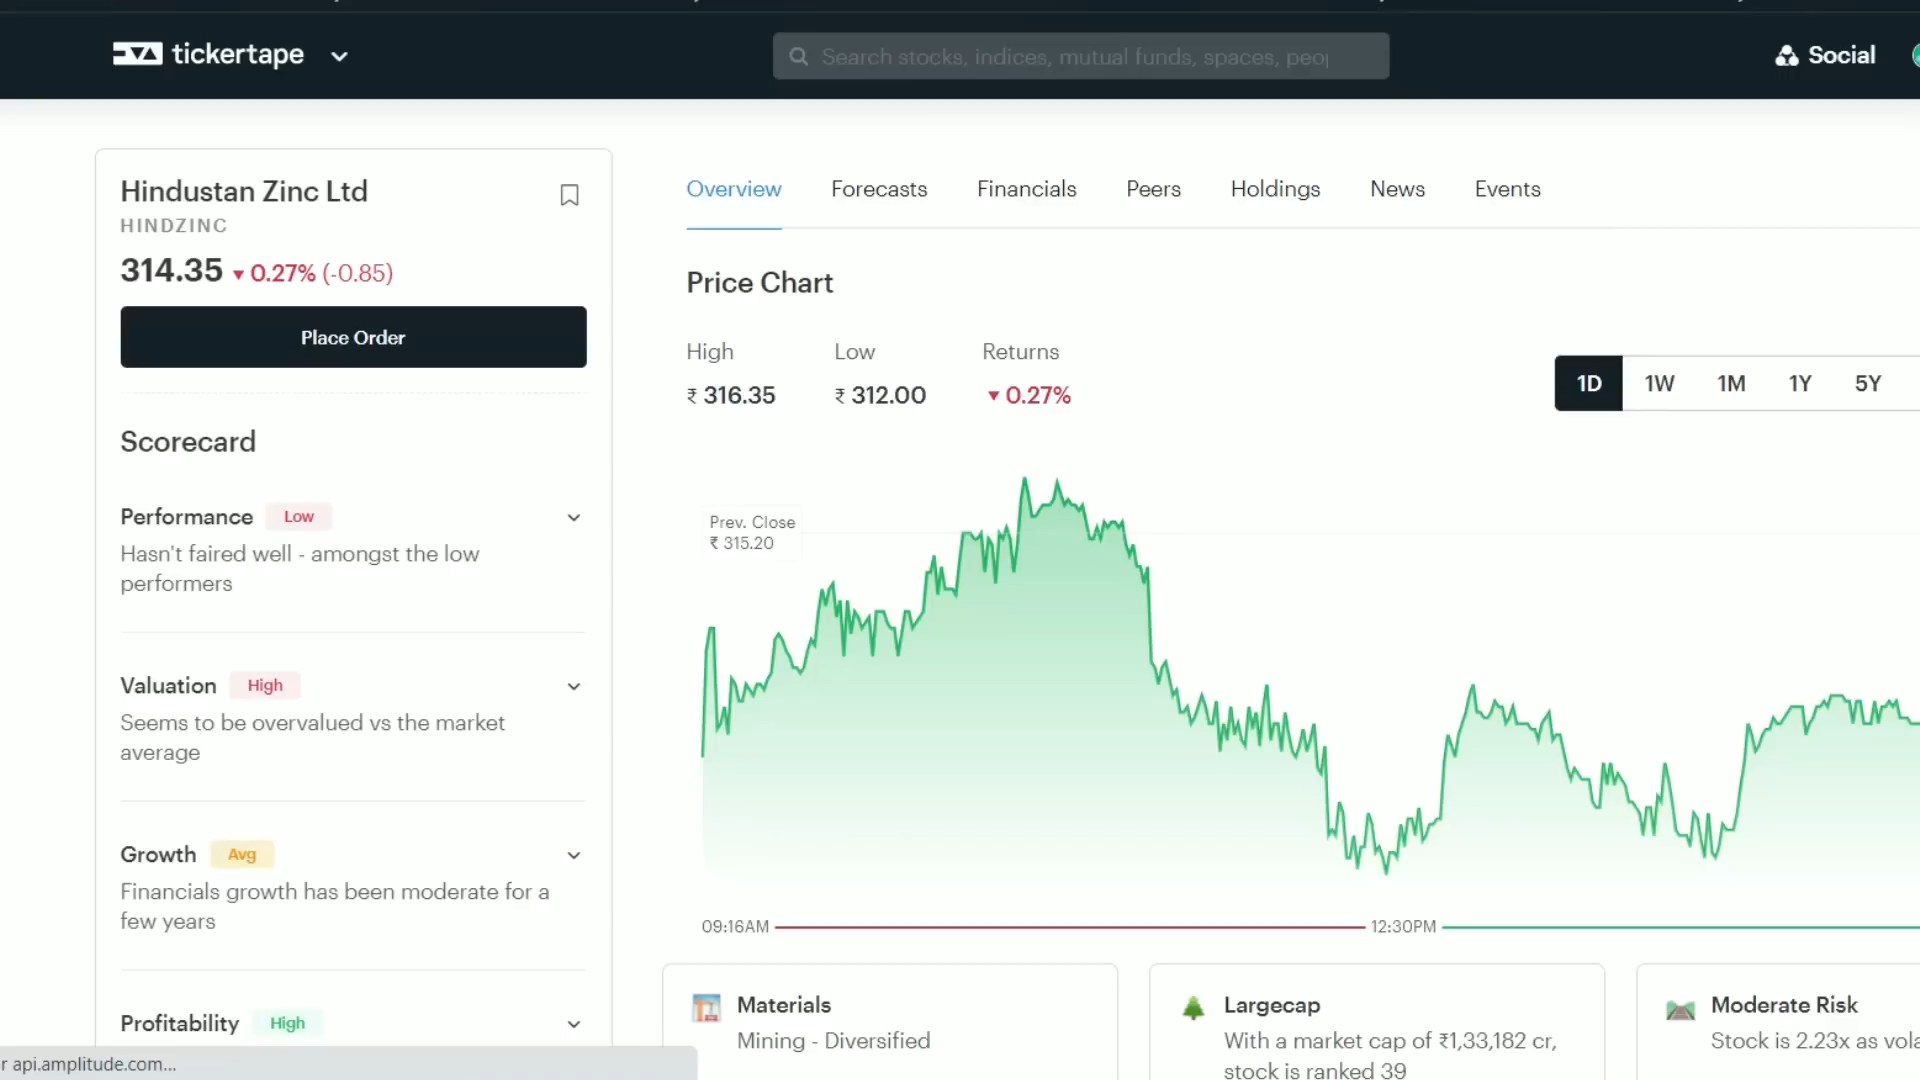 tickertape
Search stocks, indices, mutual funds, spaces, peop
Social
Hindustan Zinc Ltd
HINDZINC
314.35 ▼ 0.27% (-0.85)
Place Order
Scorecard
Performance Low
Hasn't faired well - amongst the low
performers
Valuation High
Seems to be overvalued vs the market
average
Growth Avg
Financials growth has been moderate for a
few years
Profitability High
r api.amplitude.com...
Overview Forecasts Financials Peers Holdings News Events
Price Chart
High Low Returns
₹ 316.35 ₹ 312.00 ▼ 0.27%
1D 1W 1M 1Y 5Y
Prev. Close
₹ 315.20
09:16AM 12:30PM
Materials
Mining - Diversified
Largecap
With a market cap of ₹1,33,182 cr,
stock is ranked 39
Moderate Risk
Stock is 2.23x as vola